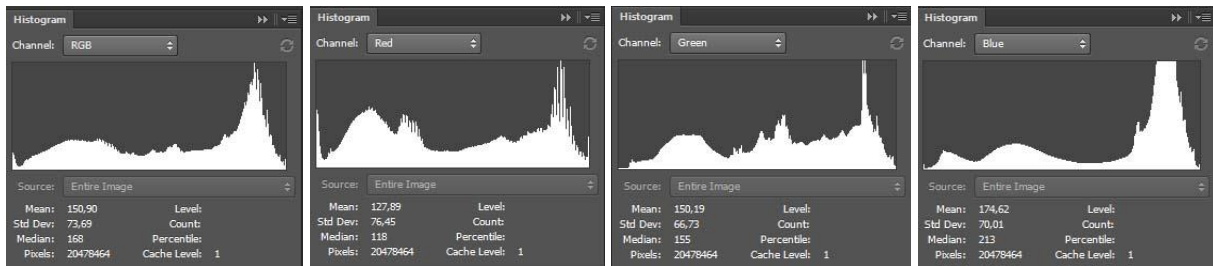 Histogram
Channel: RGB
Source: Entire Image
Mean: 150,90 Level:
Std Dev: 73,69 Count:
Median: 168 Percentile:
Pixels: 20478464 Cache Level: 1
Histogram
Channel: Red
Source: Entire Image
Mean: 127,89 Level:
Std Dev: 76,45 Count:
Median: 118 Percentile:
Pixels: 20478464 Cache Level: 1
Histogram
Channel: Green
Source: Entire Image
Mean: 150,19 Level:
Std Dev: 66,73 Count:
Median: 155 Percentile:
Pixels: 20478464 Cache Level: 1
Histogram
Channel: Blue
Source: Entire Image
Mean: 174,62 Level:
Std Dev: 70,01 Count:
Median: 213 Percentile:
Pixels: 20478464 Cache Level: 1